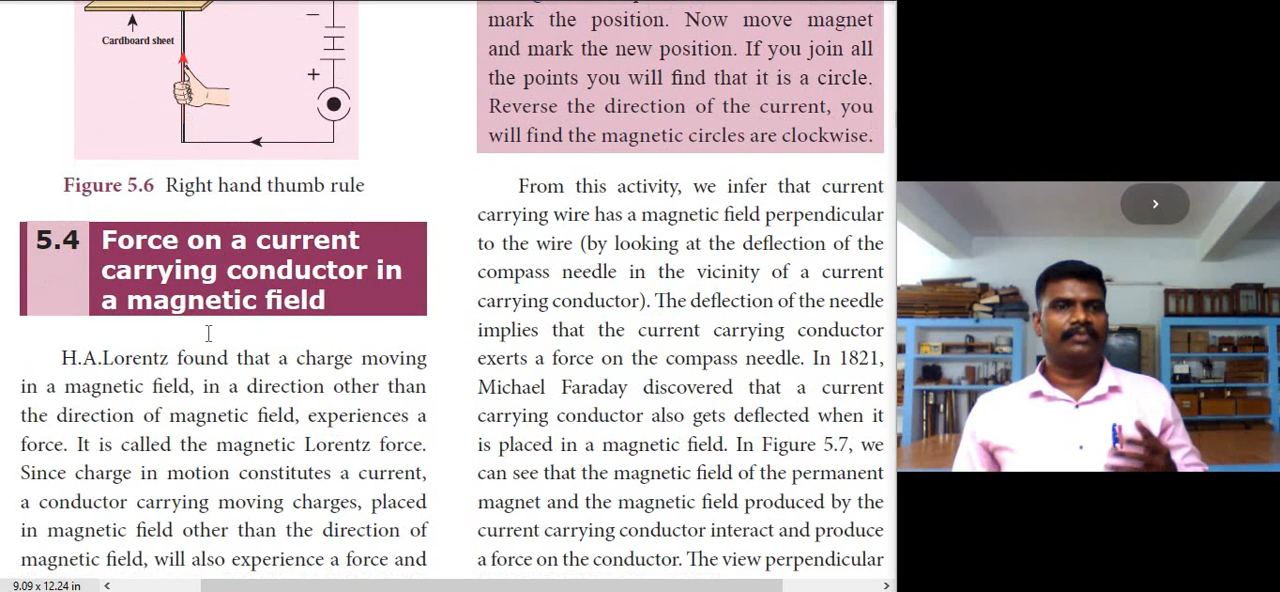 Cardboard sheet
−
+
Figure 5.6 Right hand thumb rule
5.4 Force on a current
carrying conductor in
a magnetic field
H.A.Lorentz found that a charge moving
in a magnetic field, in a direction other than
the direction of magnetic field, experiences a
force. It is called the magnetic Lorentz force.
Since charge in motion constitutes a current,
a conductor carrying moving charges, placed
in magnetic field other than the direction of
magnetic field, will also experience a force and
mark the position. Now move magnet
and mark the new position. If you join all
the points you will find that it is a circle.
Reverse the direction of the current, you
will find the magnetic circles are clockwise.
From this activity, we infer that current
carrying wire has a magnetic field perpendicular
to the wire (by looking at the deflection of the
compass needle in the vicinity of a current
carrying conductor). The deflection of the needle
implies that the current carrying conductor
exerts a force on the compass needle. In 1821,
Michael Faraday discovered that a current
carrying conductor also gets deflected when it
is placed in a magnetic field. In Figure 5.7, we
can see that the magnetic field of the permanent
magnet and the magnetic field produced by the
current carrying conductor interact and produce
a force on the conductor. The view perpendicular
9.09 x 12.24 in